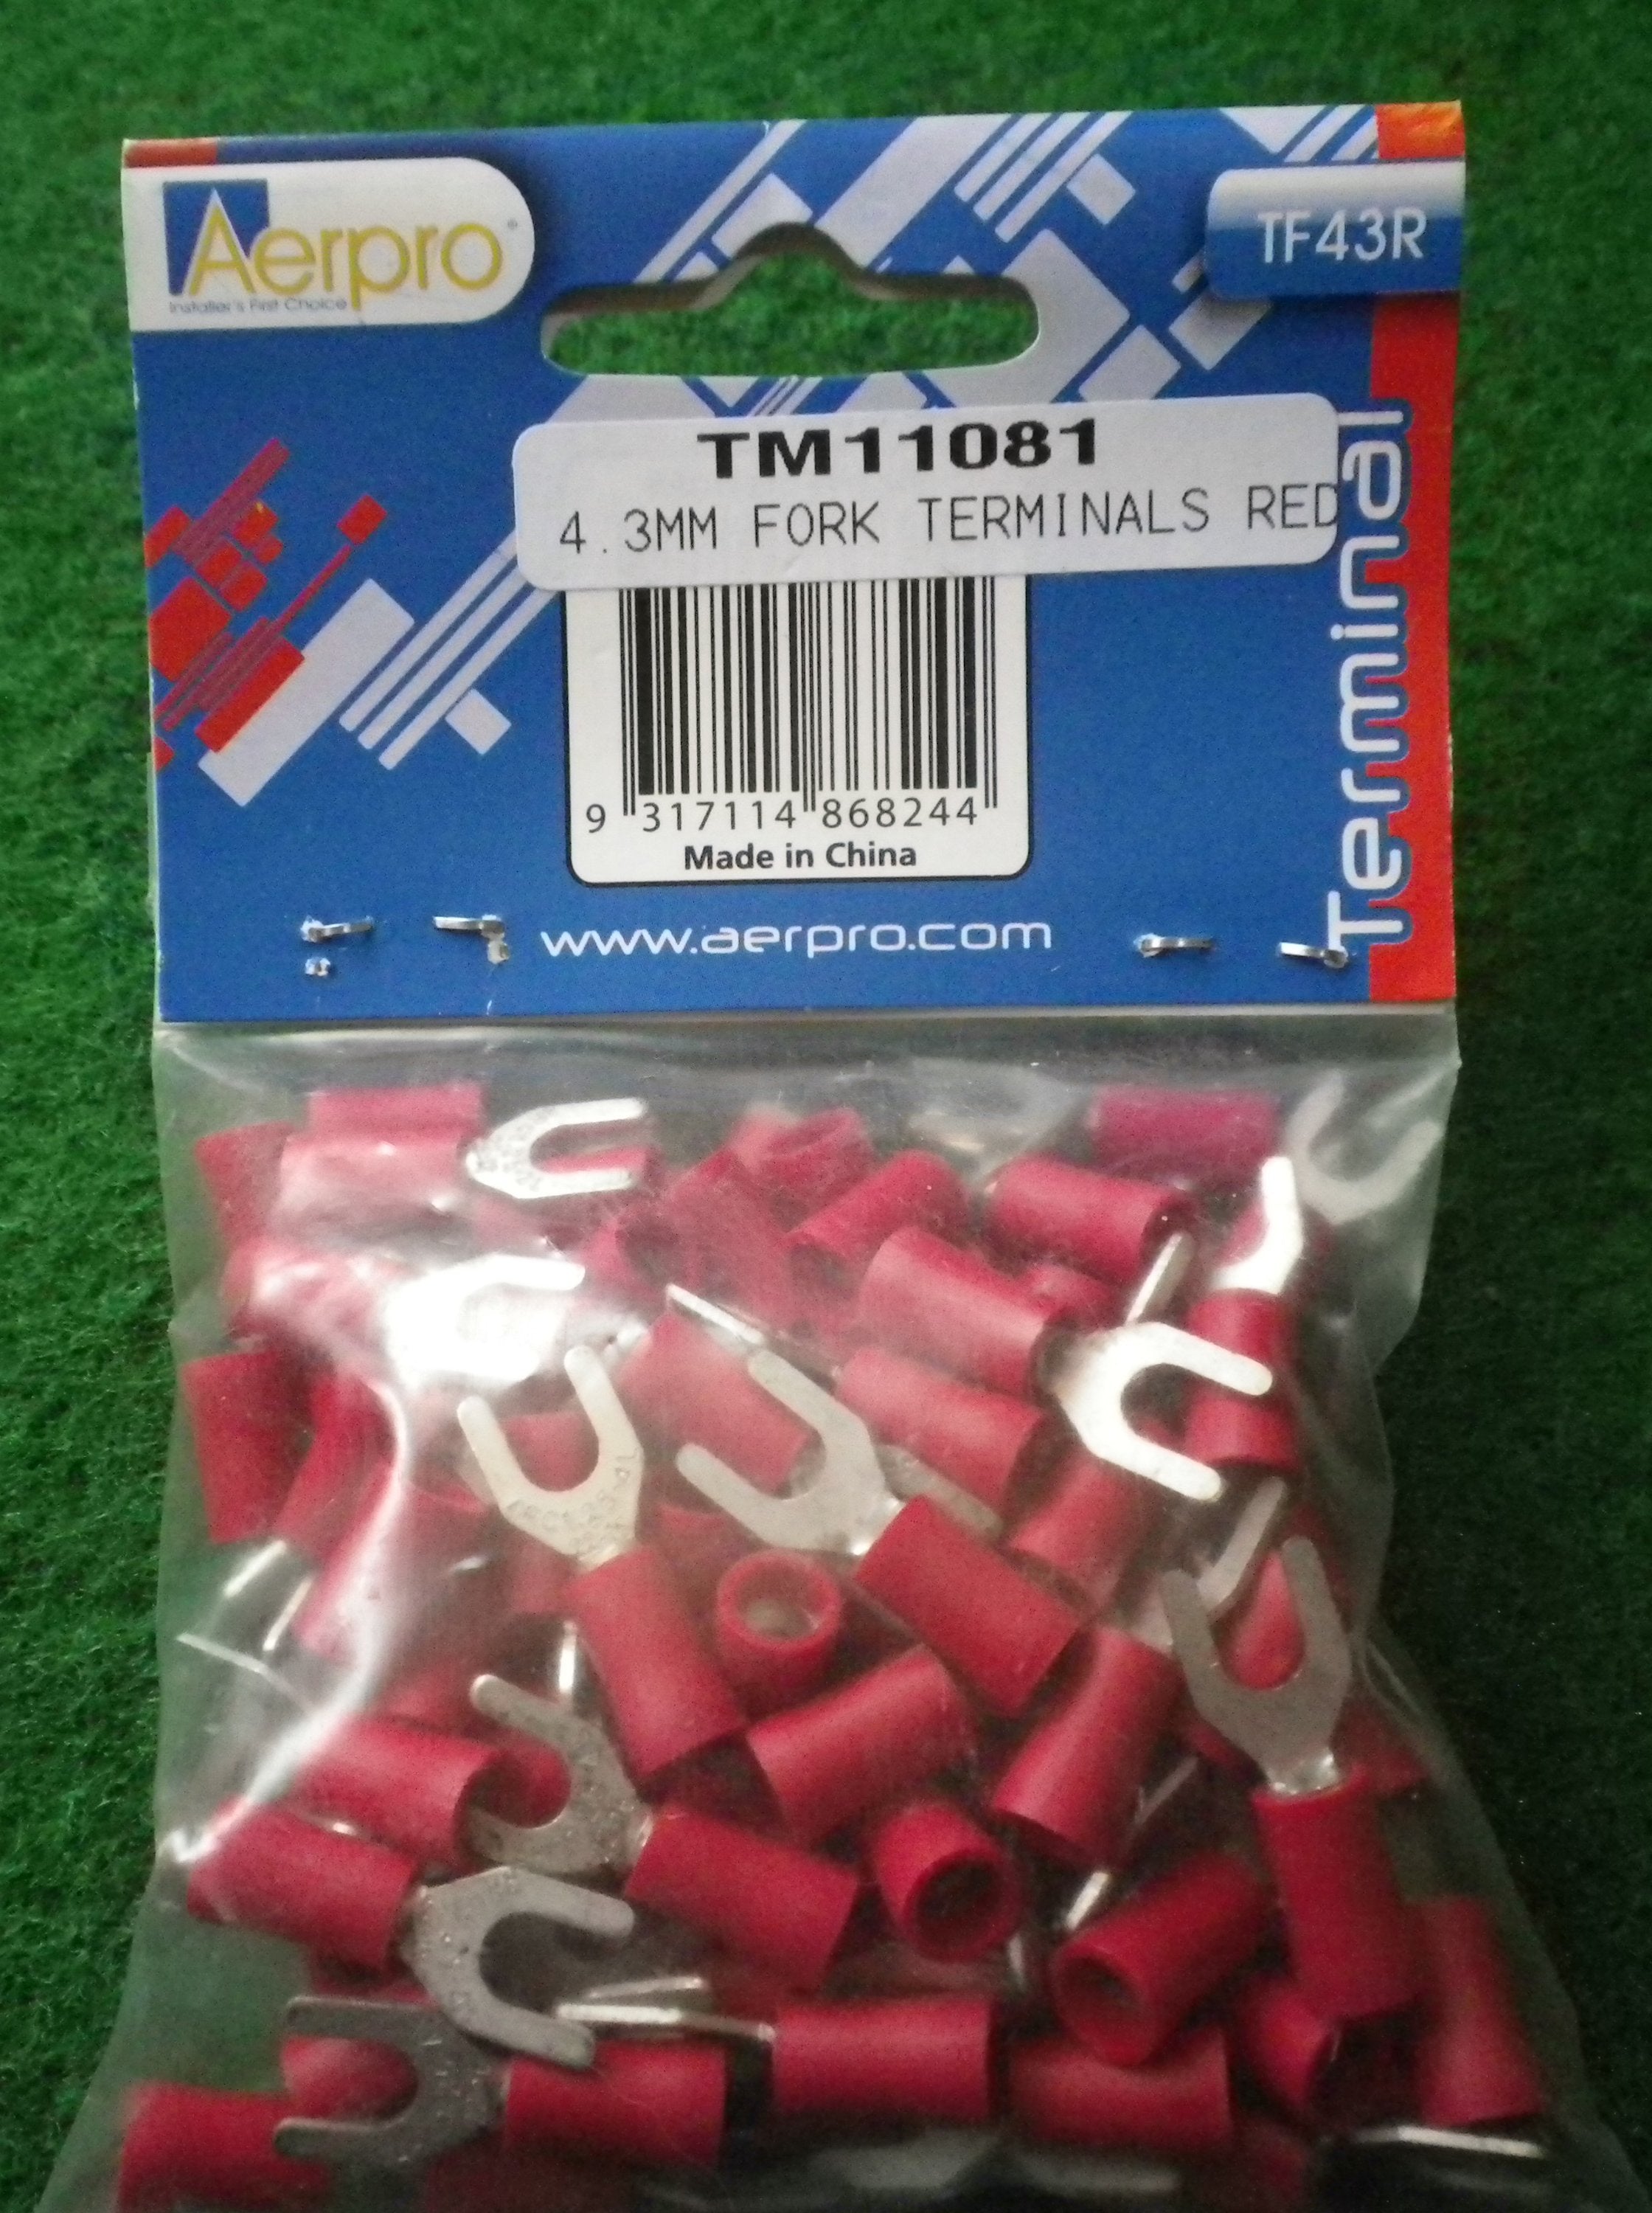 Aerpro®
Installer's First Choice
TF43R
TM11081
4.3MM FORK TERMINALS RED
Terminal
9 317114 868244
Made in China
www.aerpro.com